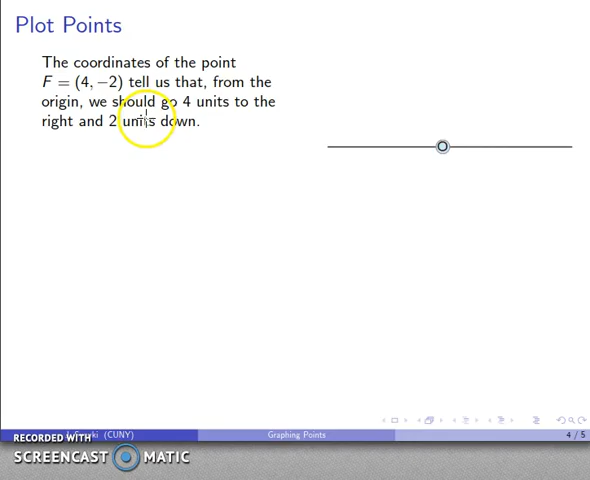 Plot Points
The coordinates of the point
F = (4, −2) tell us that, from the
origin, we should go 4 units to the
right and 2 units down.
(CUNY)
Graphing Points
4 / 5
RECORDED WITH
SCREENCAST MATIC